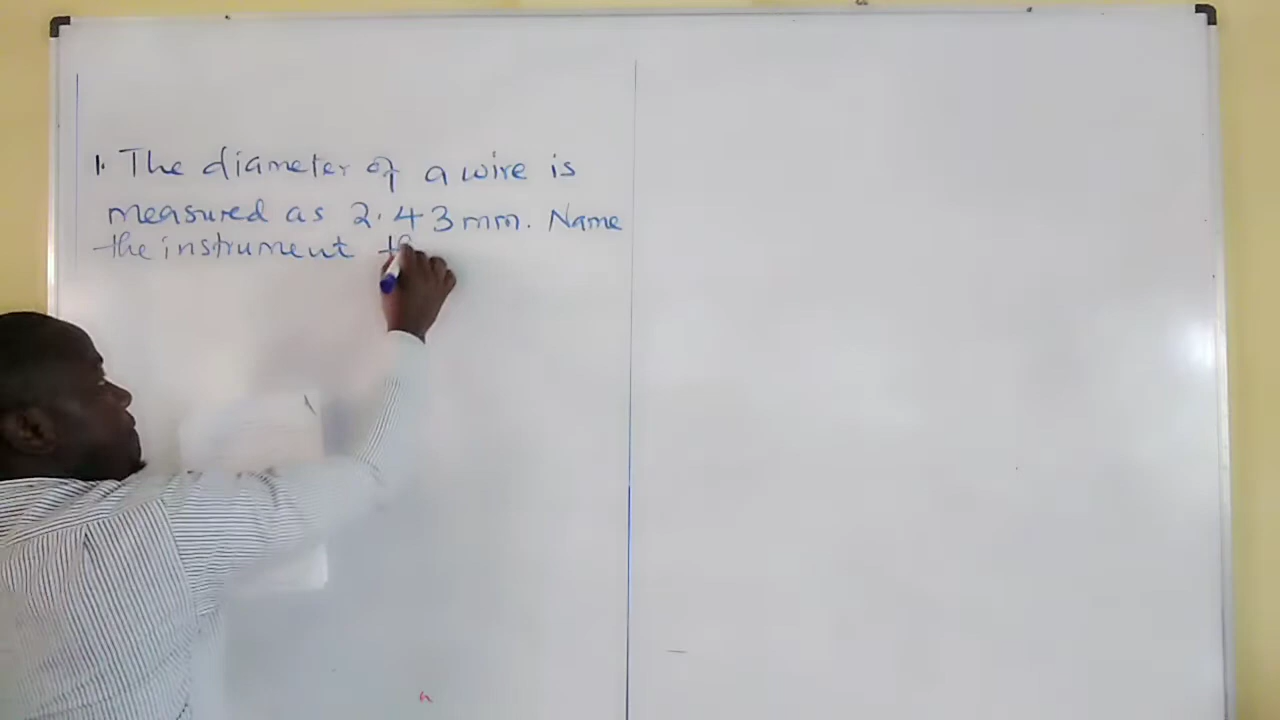 1. The diameter of a wire is
measured as 2.43mm. Name
the instrument